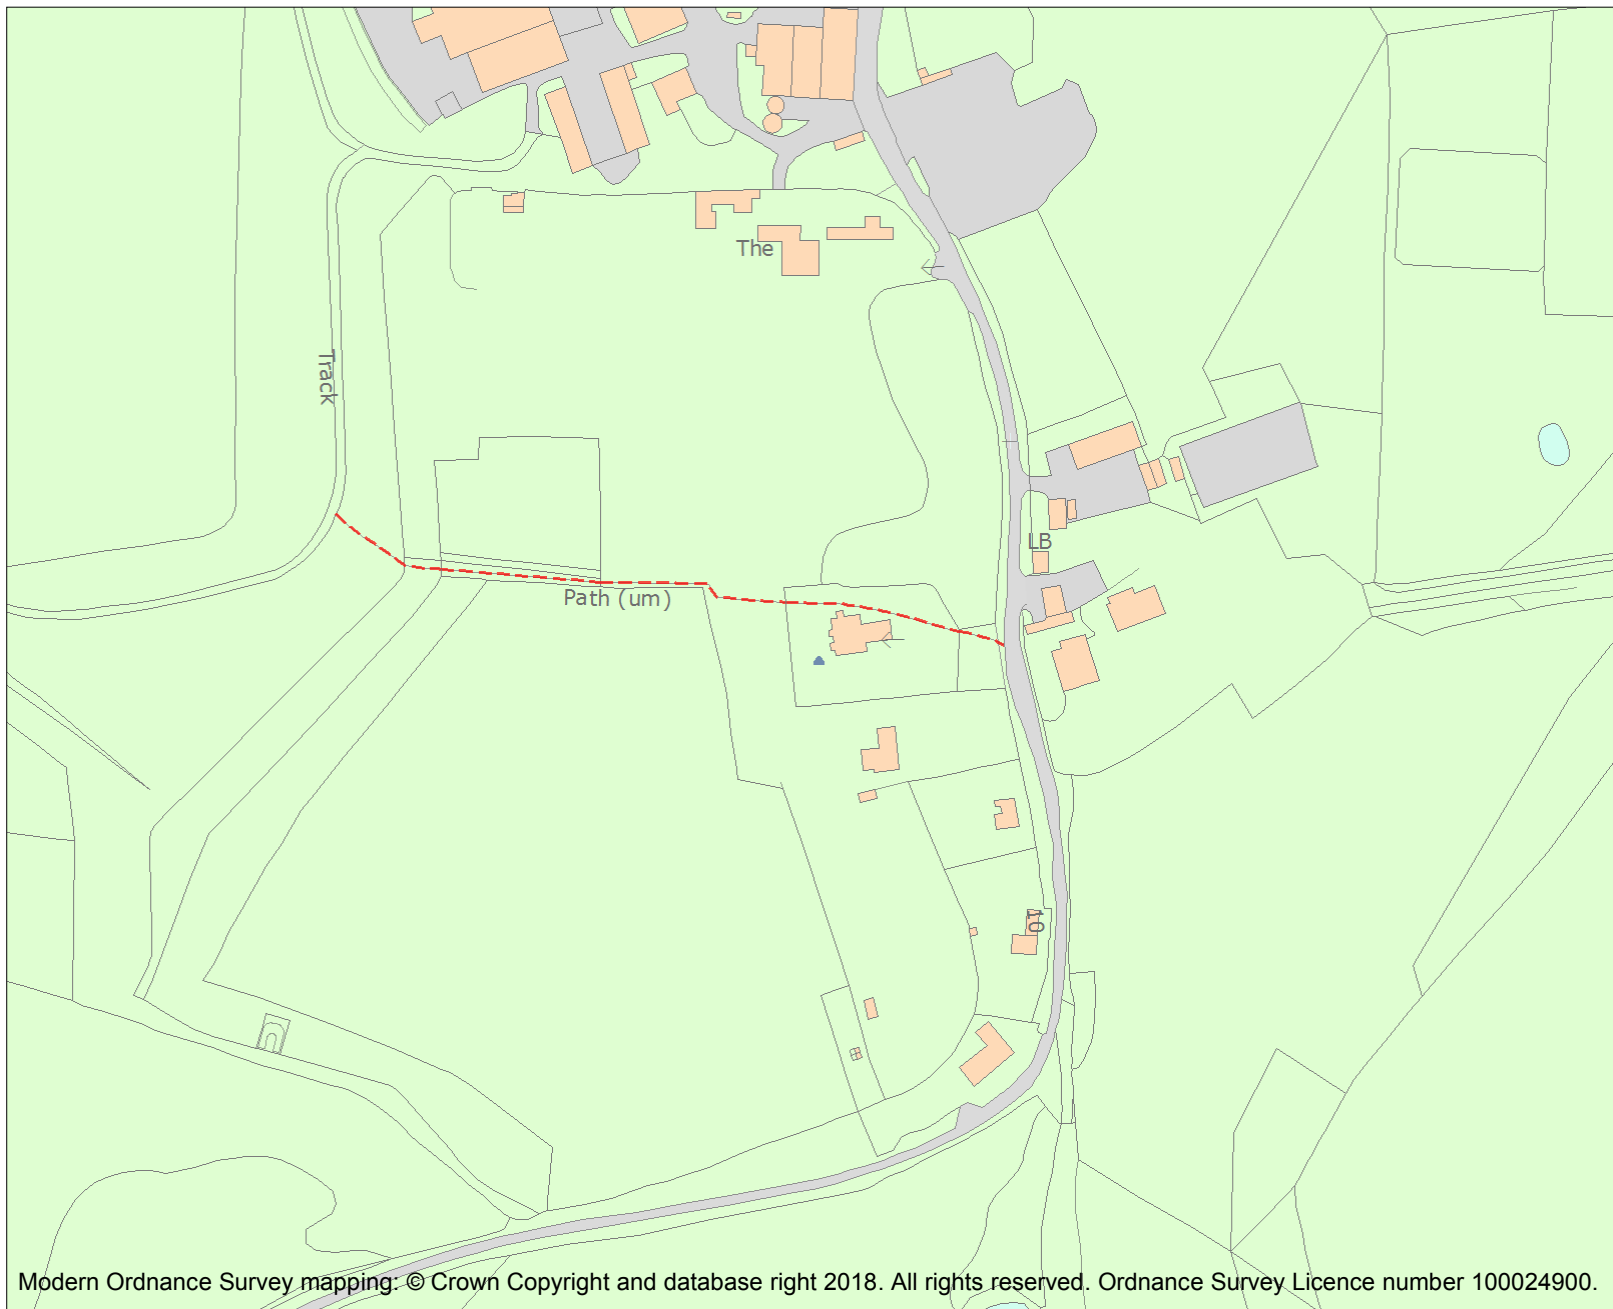 The
Track
LB
Path (um)
10
Modern Ordnance Survey mapping: © Crown Copyright and database right 2018. All rights reserved. Ordnance Survey Licence number 100024900.